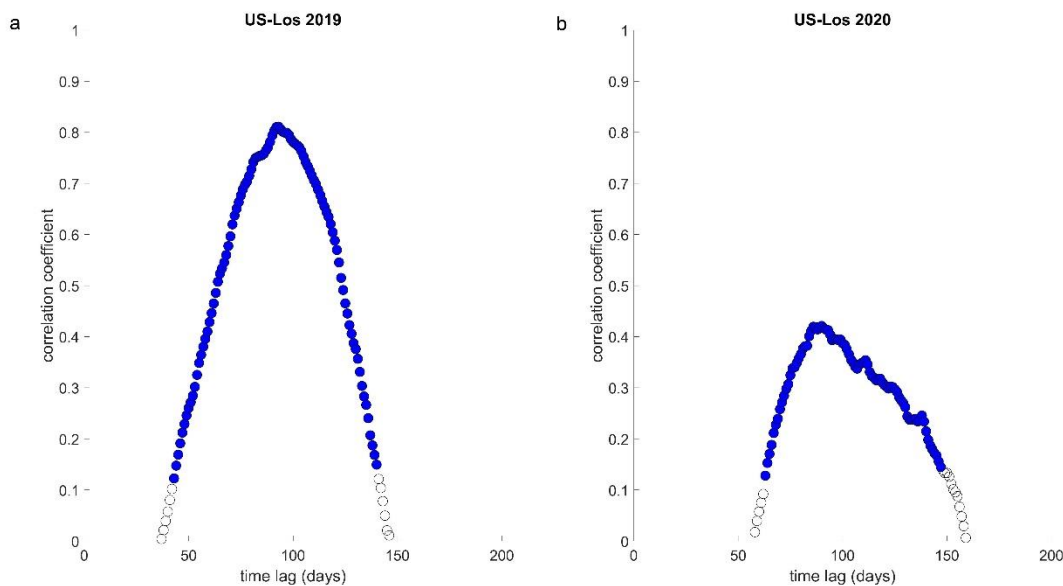 a
US-Los 2019
1
0.9
0.8
0.7
0.6
0.5
0.4
0.3
0.2
0.1
0
correlation coefficient
0 50 100 150 200
time lag (days)
b
US-Los 2020
1
0.9
0.8
0.7
0.6
0.5
0.4
0.3
0.2
0.1
0
correlation coefficient
0 50 100 150 200
time lag (days)